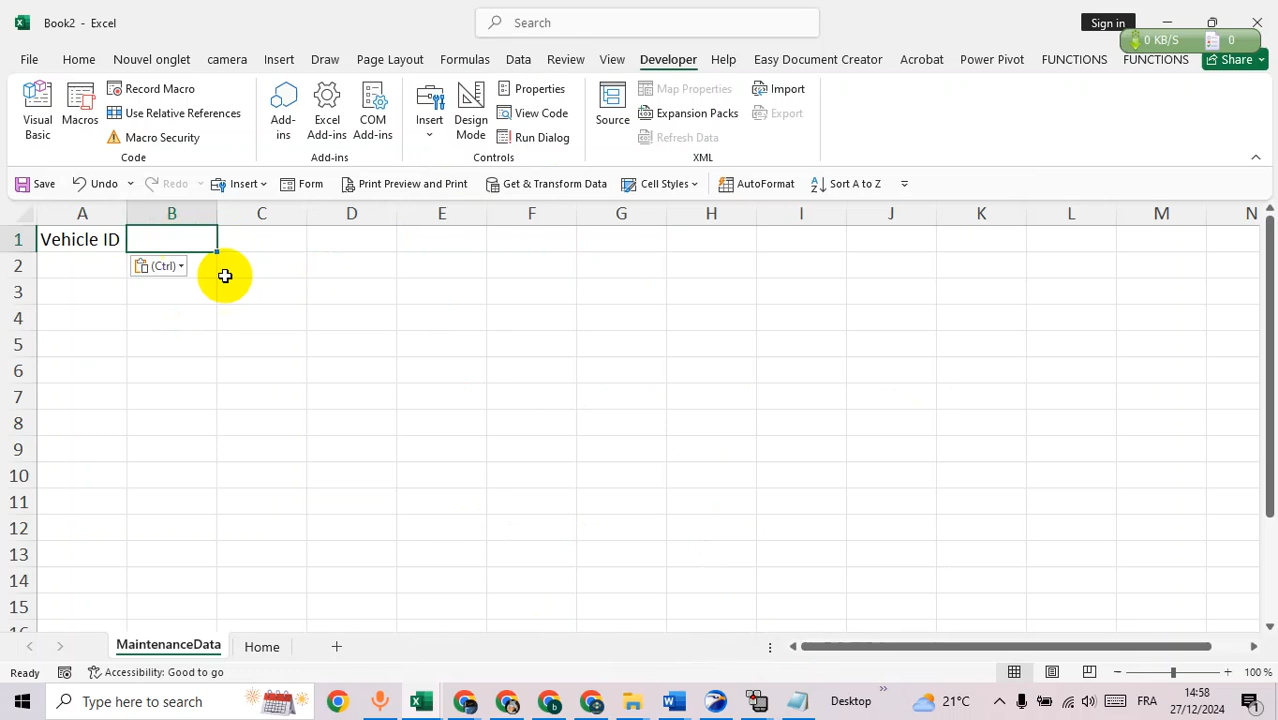 Book2 - Excel
Search
Sign in
0 KB/S
0
File
Home
Nouvel onglet
camera
Insert
Draw
Page Layout
Formulas
Data
Review
View
Developer
Help
Easy Document Creator
Acrobat
Power Pivot
FUNCTIONS
FUNCTIONS
Share
Visual Basic
Macros
Record Macro
Use Relative References
Macro Security
Code
Add-ins
Excel Add-ins
COM Add-ins
Add-ins
Insert
Design Mode
Properties
View Code
Run Dialog
Controls
Source
Map Properties
Expansion Packs
Refresh Data
Import
Export
XML
Save
Undo
Redo
Insert
Form
Print Preview and Print
Get & Transform Data
Cell Styles
AutoFormat
Sort A to Z
A B C D E F G H I J K L M N
1 Vehicle ID
2 (Ctrl)
3
4
5
6
7
8
9
10
11
12
13
14
15
16
MaintenanceData
Home
Ready
Accessibility: Good to go
100 %
Type here to search
Desktop
21°C
FRA
14:58
27/12/2024
1